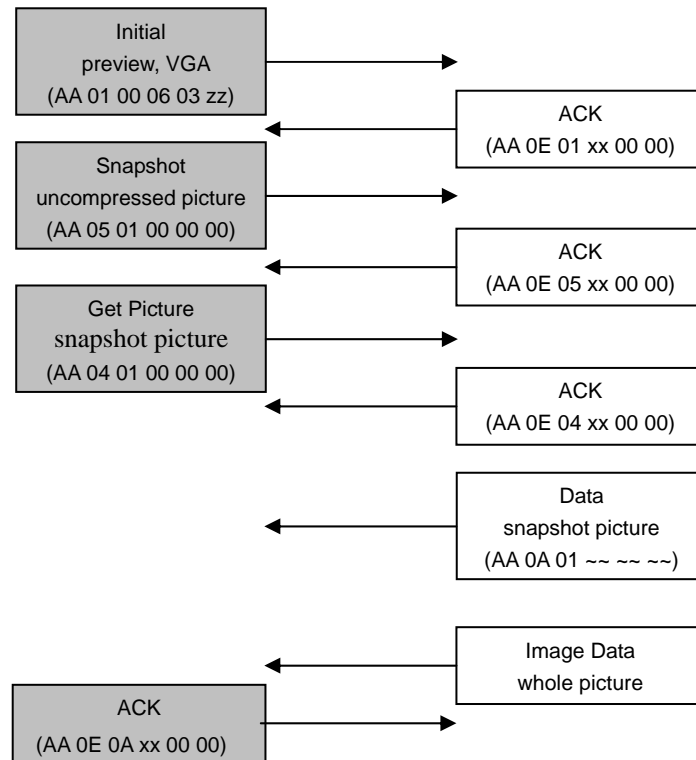 Initial
preview, VGA
(AA 01 00 06 03 zz)
ACK
(AA 0E 01 xx 00 00)
Snapshot
uncompressed picture
(AA 05 01 00 00 00)
ACK
(AA 0E 05 xx 00 00)
Get Picture
snapshot picture
(AA 04 01 00 00 00)
ACK
(AA 0E 04 xx 00 00)
Data
snapshot picture
(AA 0A 01 ~~ ~~ ~~)
Image Data
whole picture
ACK
(AA 0E 0A xx 00 00)